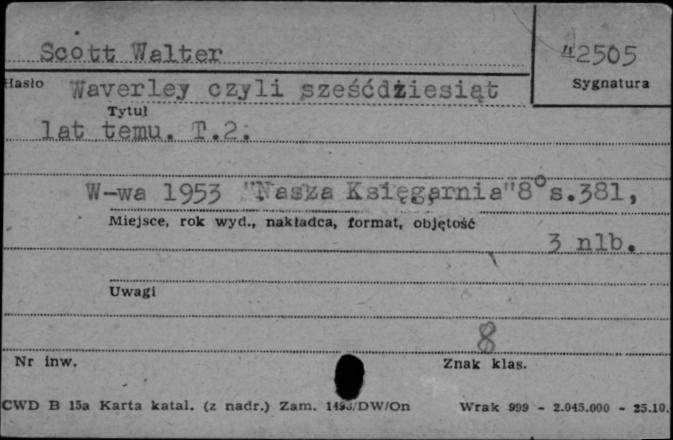 Scott Walter
42505
Hasło
Sygnatura
Waverley czyli sześćdziesiąt
Tytuł
lat temu. T.2.
W-wa 1953 "Nasza Księgarnia" 8° s.381,
Miejsce, rok wyd., nakładca, format, objętość
3 nlb.
Uwagi
8
Nr inw.
Znak klas.
CWD B 15a Karta katal. (z nadr.) Zam. /DW/On
Wrak 999 - 2.045.000 - 25.10.